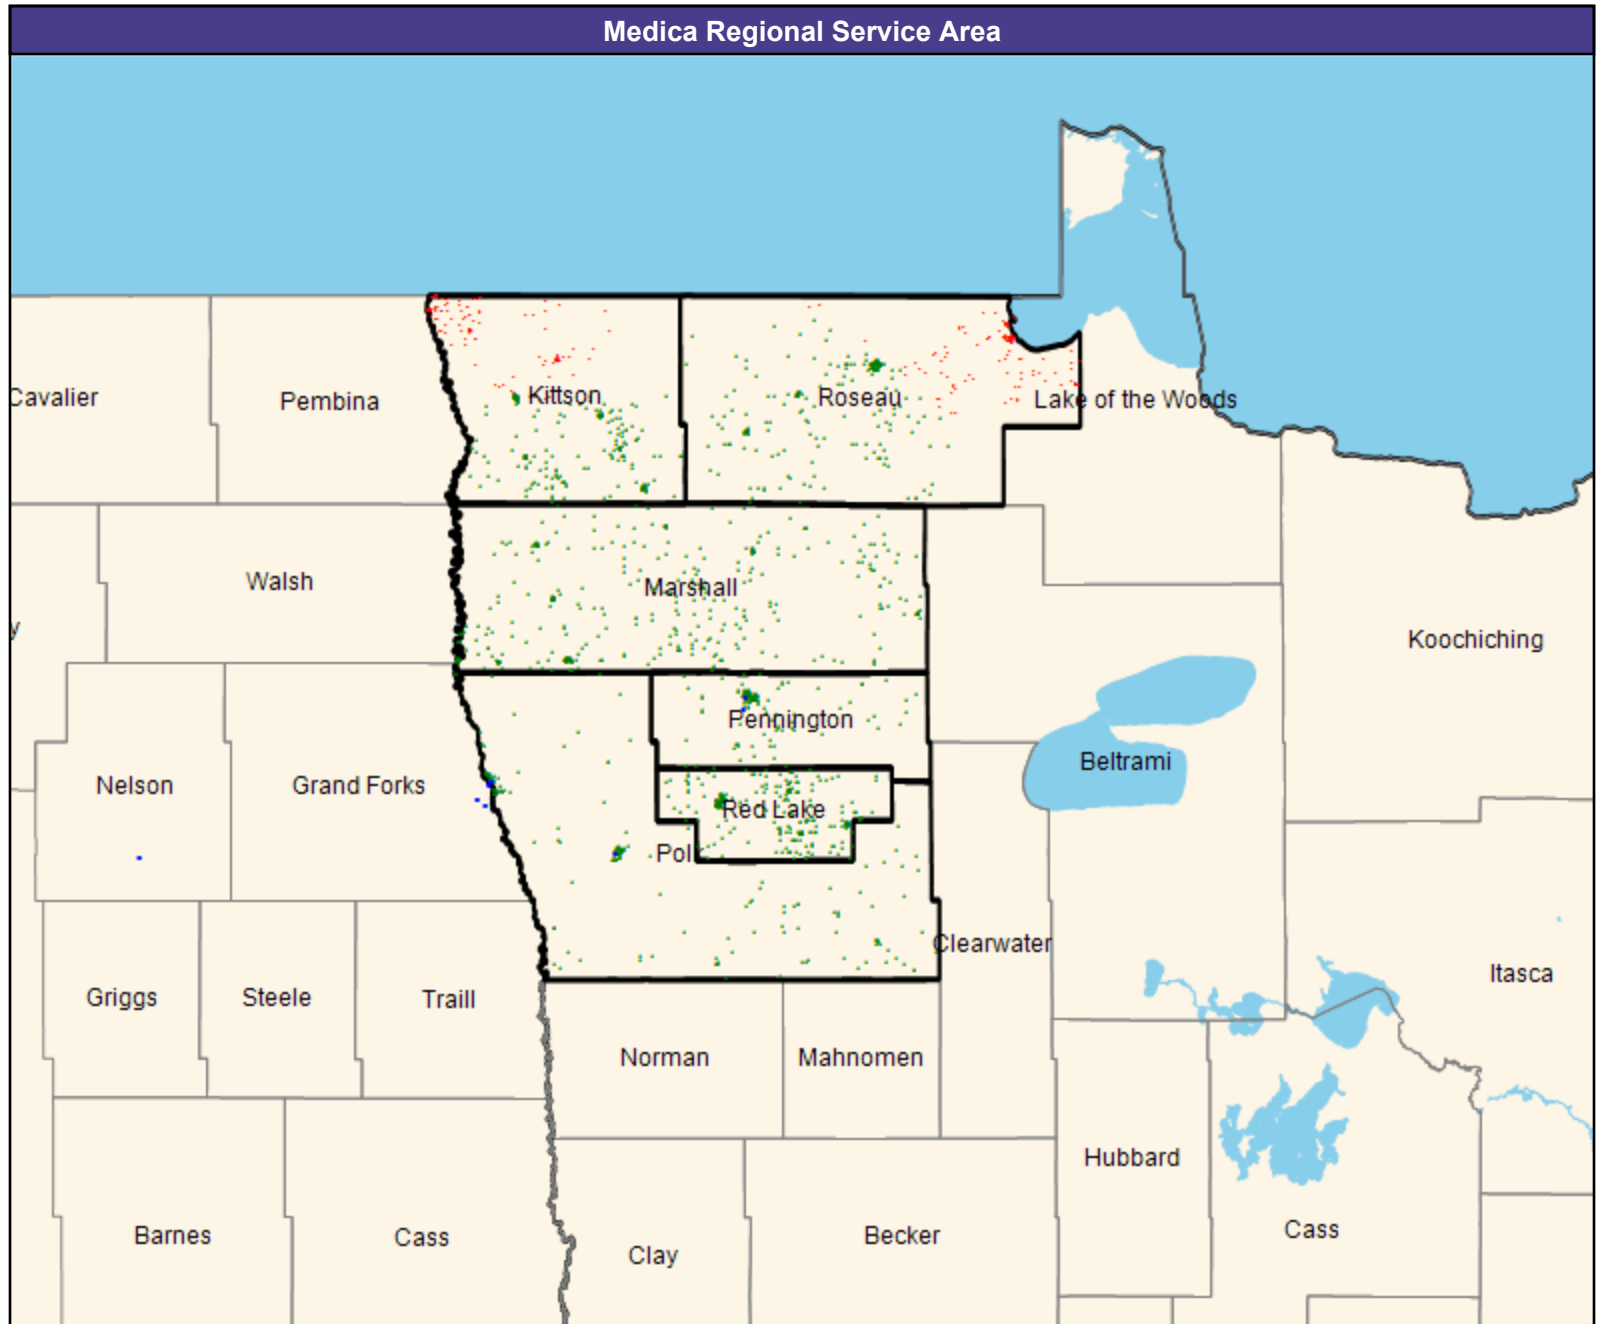 Medica Regional Service Area
Cavalier
Pembina
Kittson
Roseau
Lake of the Woods
Walsh
Marshall
y
Koochiching
Nelson
Grand Forks
Pennington
Beltrami
Red Lake
Pol
Clearwater
Griggs
Steele
Traill
Itasca
Norman
Mahnomen
Hubbard
Barnes
Cass
Clay
Becker
Cass